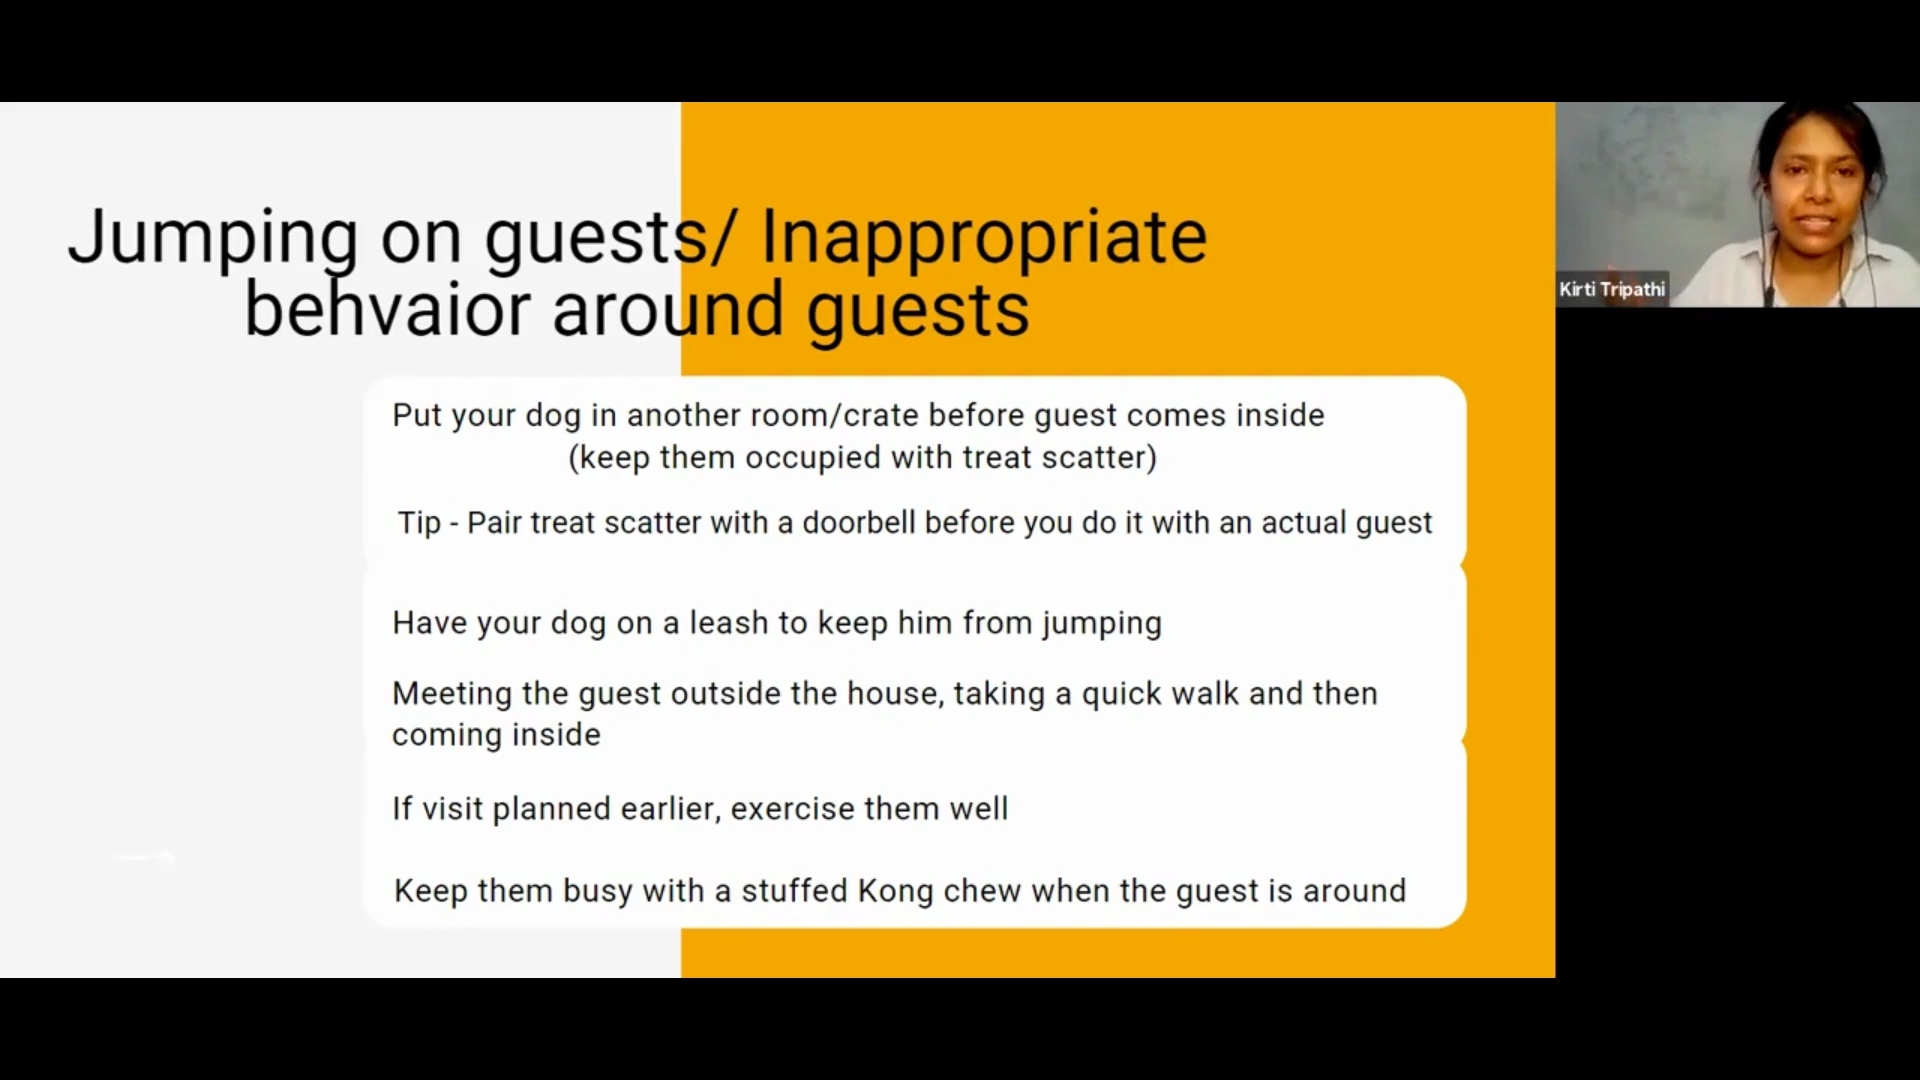 Jumping on guests/ Inappropriate
behvaior around guests
Kirti Tripathi
Put your dog in another room/crate before guest comes inside
(keep them occupied with treat scatter)
Tip - Pair treat scatter with a doorbell before you do it with an actual guest
Have your dog on a leash to keep him from jumping
Meeting the guest outside the house, taking a quick walk and then
coming inside
If visit planned earlier, exercise them well
Keep them busy with a stuffed Kong chew when the guest is around